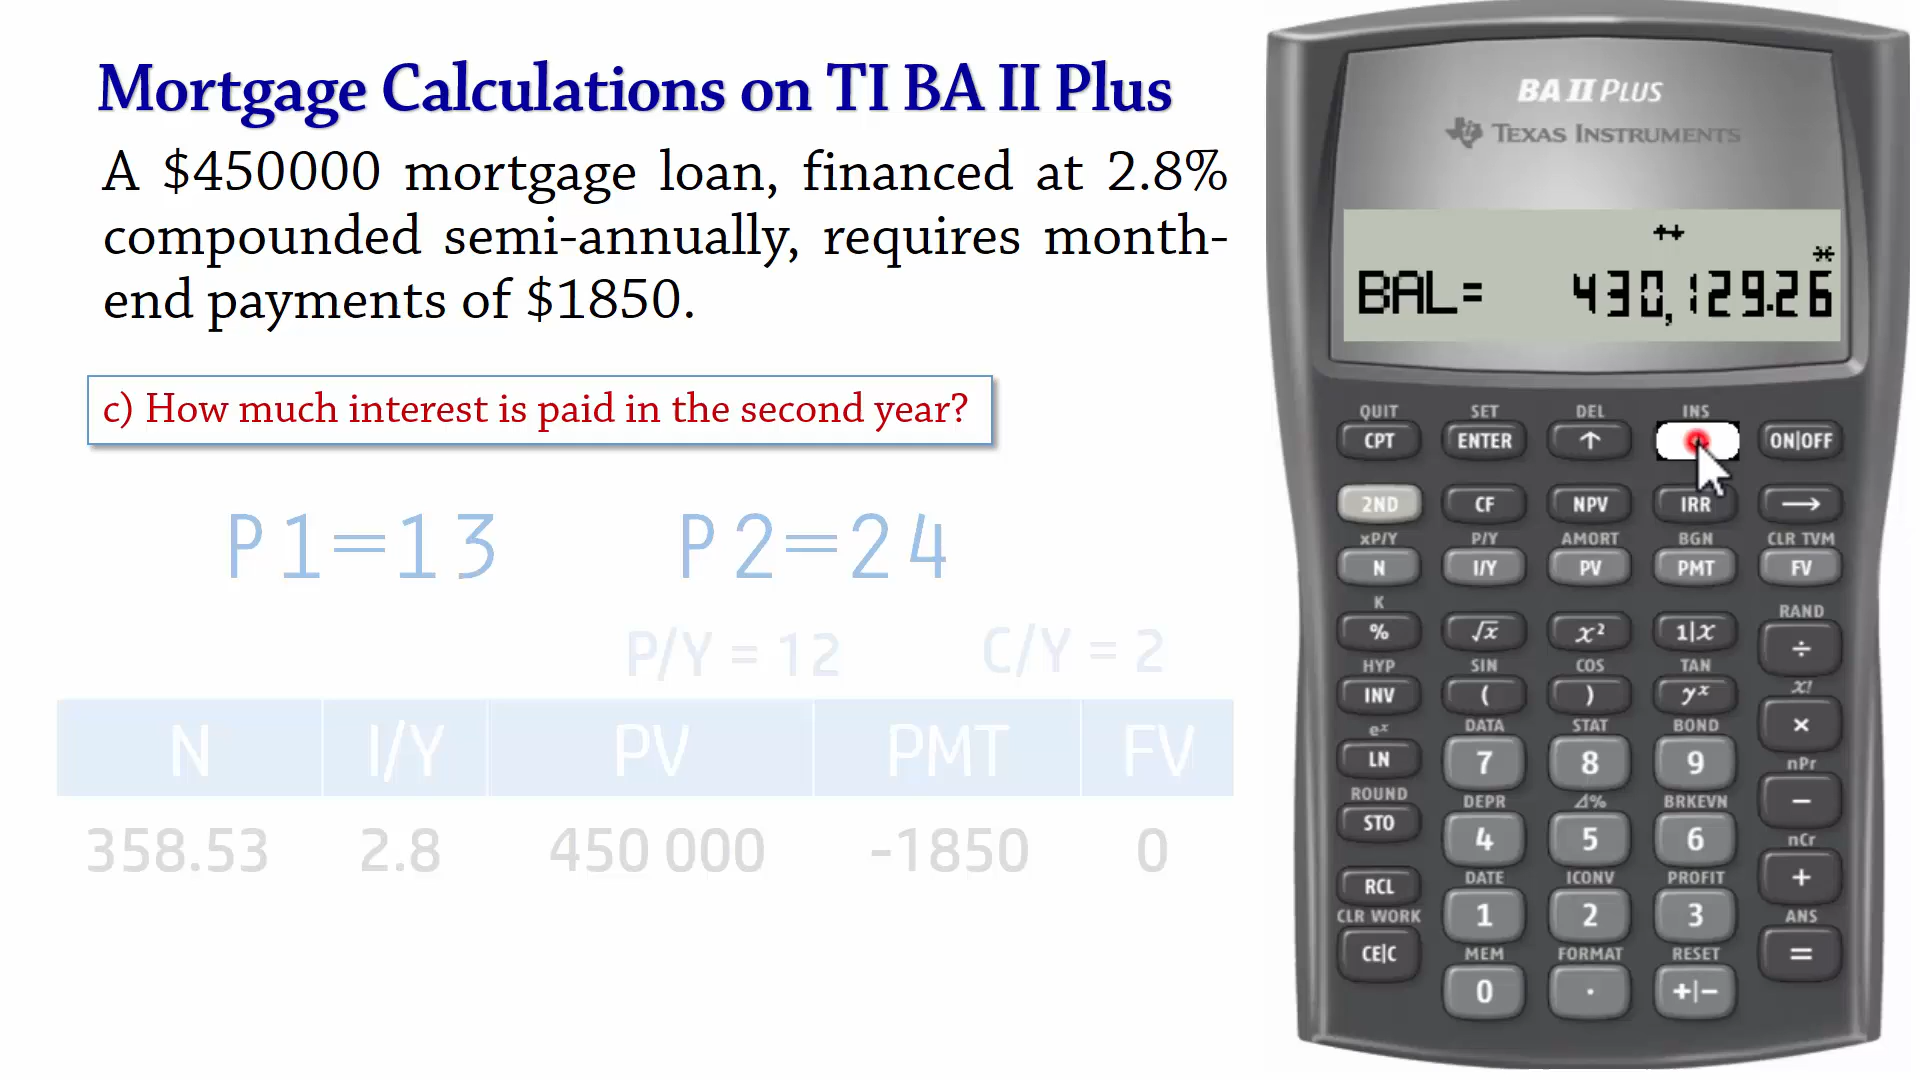 Mortgage Calculations on TI BA II Plus
A $450000 mortgage loan, financed at 2.8%
compounded semi-annually, requires month-
end payments of $1850.
c) How much interest is paid in the second year?
P1=13 P2=24
P/Y = 12 C/Y = 2
N I/Y PV PMT FV
358.53 2.8 450 000 -1850 0
BA II PLUS
TEXAS INSTRUMENTS
BAL= 430,129.26
QUIT SET DEL INS
CPT ENTER ↑ ON|OFF
2ND CF NPV IRR →
xP/Y P/Y AMORT BGN CLR TVM
N I/Y PV PMT FV
K RAND
% √x x² 1|x ÷
HYP SIN COS TAN x!
INV ( ) yˣ ×
eˣ DATA STAT BOND nPr
LN 7 8 9 −
ROUND DEPR Δ% BRKEVN nCr
STO 4 5 6 +
DATE ICONV PROFIT
RCL 1 2 3
CLR WORK MEM FORMAT RESET ANS
CE|C 0 . +|− =